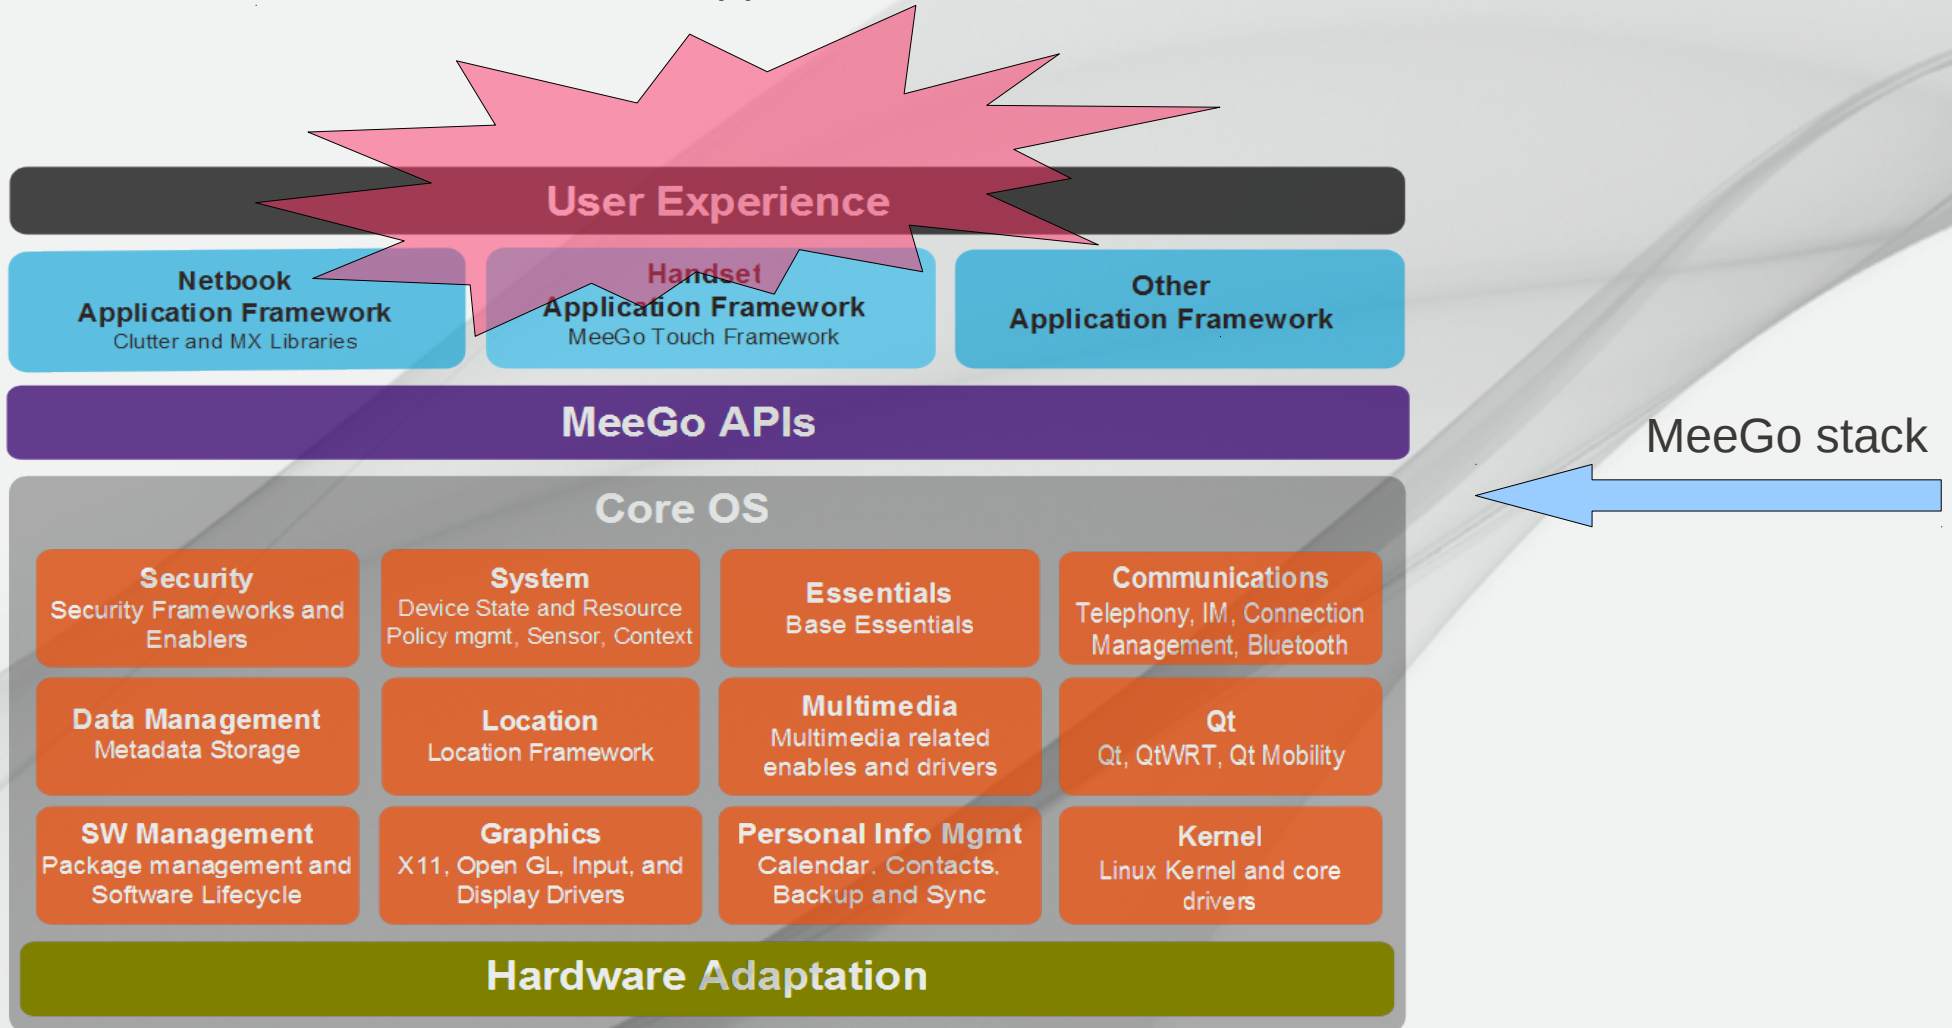 User Experience
Netbook
Application Framework
Clutter and MX Libraries
Handset
Application Framework
MeeGo Touch Framework
Other
Application Framework
MeeGo APIs
MeeGo stack
Core OS
Security
Security Frameworks and
Enablers
System
Device State and Resource
Policy mgmt, Sensor, Context
Essentials
Base Essentials
Communications
Telephony, IM, Connection
Management, Bluetooth
Data Management
Metadata Storage
Location
Location Framework
Multimedia
Multimedia related
enables and drivers
Qt
Qt, QtWRT, Qt Mobility
SW Management
Package management and
Software Lifecycle
Graphics
X11, Open GL, Input, and
Display Drivers
Personal Info Mgmt
Calendar, Contacts,
Backup and Sync
Kernel
Linux Kernel and core
drivers
Hardware Adaptation